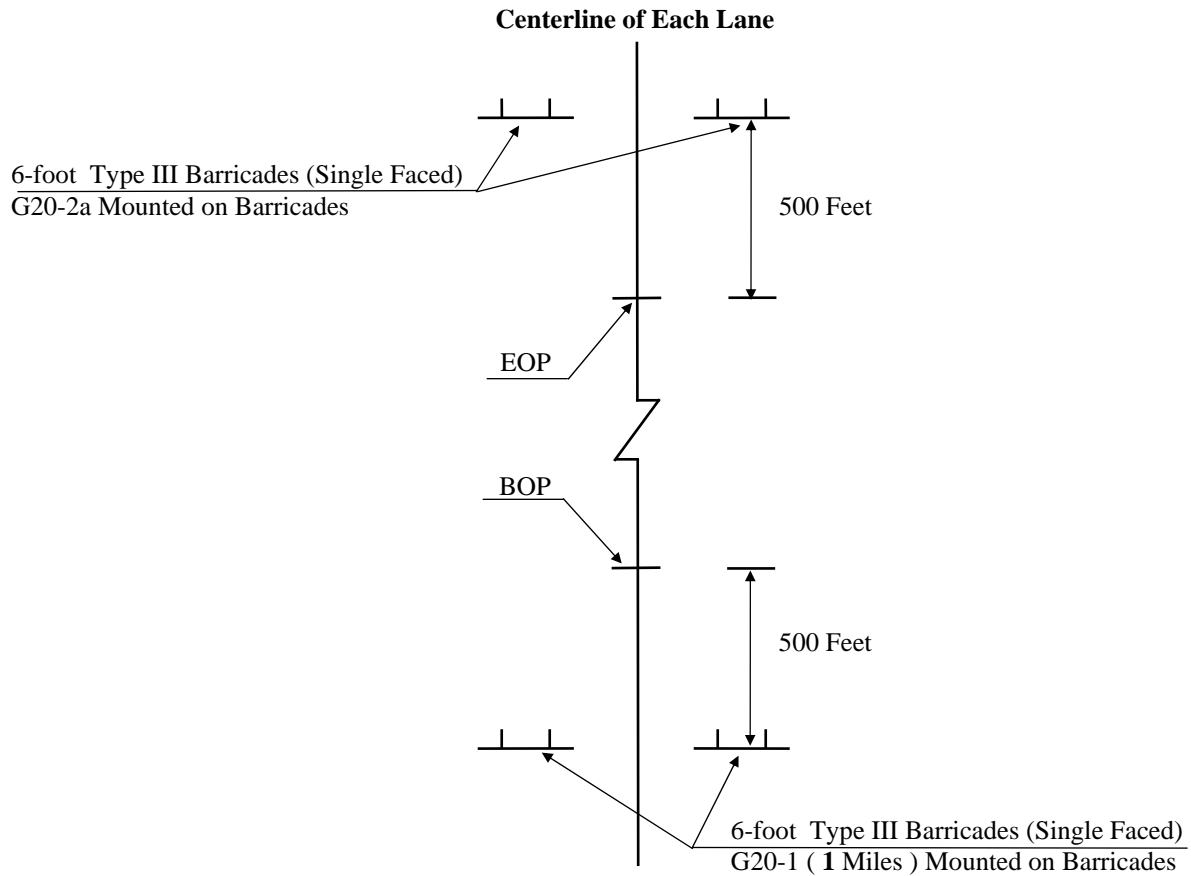 Centerline of Each Lane
6-foot Type III Barricades (Single Faced)
G20-2a Mounted on Barricades
500 Feet
EOP
BOP
500 Feet
6-foot Type III Barricades (Single Faced)
G20-1 ( 1 Miles ) Mounted on Barricades